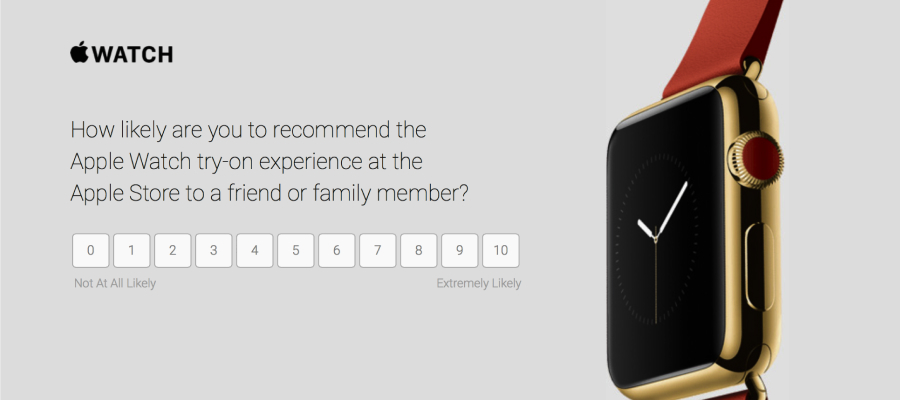 WATCH
How likely are you to recommend the
Apple Watch try-on experience at the
Apple Store to a friend or family member?
0 1 2 3 4 5 6 7 8 9 10
Not At All Likely Extremely Likely